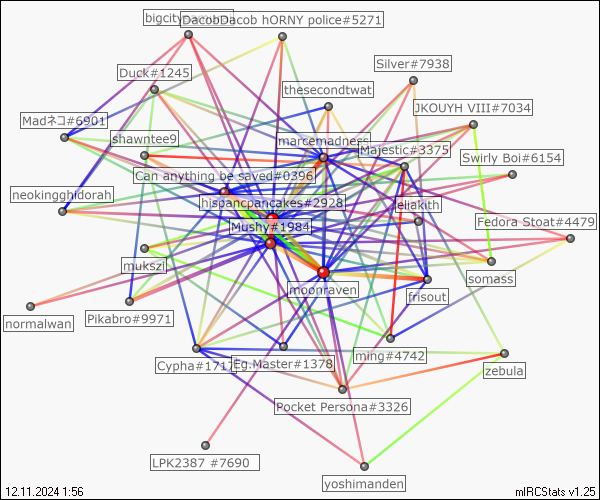 bigcity
DacobDacob hORNY police#5271
Silver#7938
Duck#1245
thesecondtwat
JKOUYH VIII#7034
Madネコ#6901
shawntee9
marcemadness
Majestic#3375
Swirly Boi#6154
Can anything be saved#0396
neokingghidorah
hispancpancakes#2928
eliakith
Fedora Stoat#4479
Mushy#1984
mukszi
moonraven
somass
frisout
normalwan
Pikabro#9971
Cypha#171
Eg.Master#1378
ming#4742
zebula
Pocket Persona#3326
LPK2387 #7690
yoshimanden
12.11.2024 1:56
mIRCStats v1.25